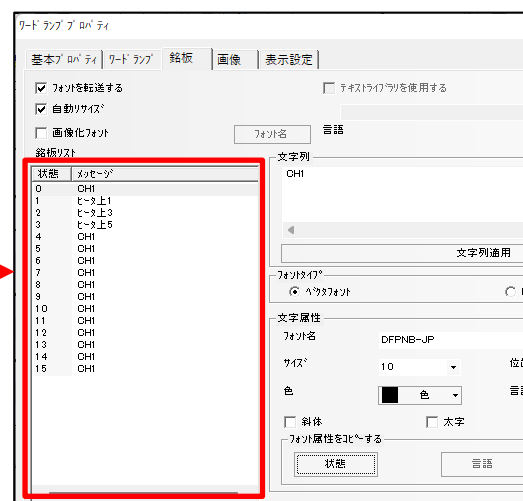 ﾜｰﾄﾞ ﾗﾝﾌﾟ ﾌﾟﾛﾊﾟﾃｨ
基本ﾌﾟﾛﾊﾟﾃｨ ﾜｰﾄﾞ ﾗﾝﾌﾟ 銘板 画像 表示設定
ﾌｫﾝﾄを転送する テキストライブラリを使用する
自動ﾘｻｲｽﾞ
画像化ﾌｫﾝﾄ ﾌｫﾝﾄ名 言語
銘板ﾘｽﾄ
状態 ﾒｯｾｰｼﾞ
0 CH1
1 ﾋｰﾀ上1
2 ﾋｰﾀ上3
3 ﾋｰﾀ上5
4 CH1
5 CH1
6 CH1
7 CH1
8 CH1
9 CH1
10 CH1
11 CH1
12 CH1
13 CH1
14 CH1
15 CH1
文字列
CH1
文字列適用
ﾌｫﾝﾄﾀｲﾌﾟ
ﾍﾞｸﾀﾌｫﾝﾄ
文字属性
ﾌｫﾝﾄ名 DFPNB-JP
ｻｲｽﾞ 10
色 色
斜体 太字
ﾌｫﾝﾄ属性をｺﾋﾟｰする
状態 言語